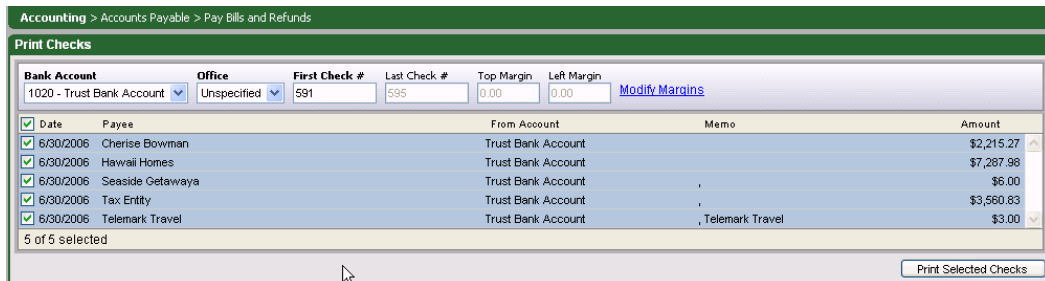 Accounting > Accounts Payable > Pay Bills and Refunds
Print Checks
Bank Account Office First Check # Last Check # Top Margin Left Margin
1020 - Trust Bank Account Unspecified 591 595 0.00 0.00 Modify Margins
Date Payee From Account Memo Amount
6/30/2006 Cherise Bowman Trust Bank Account $2,215.27
6/30/2006 Hawaii Homes Trust Bank Account $7,287.98
6/30/2006 Seaside Getawaya Trust Bank Account , $6.00
6/30/2006 Tax Entity Trust Bank Account , $3,560.83
6/30/2006 Telemark Travel Trust Bank Account , Telemark Travel $3.00
5 of 5 selected
Print Selected Checks